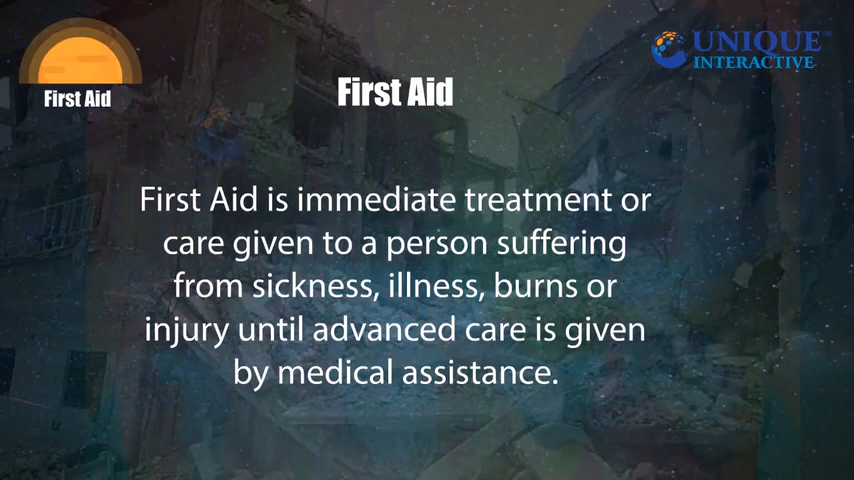 UNIQUE™
INTERACTIVE
First Aid
First Aid
First Aid is immediate treatment or
care given to a person suffering
from sickness, illness, burns or
injury until advanced care is given
by medical assistance.